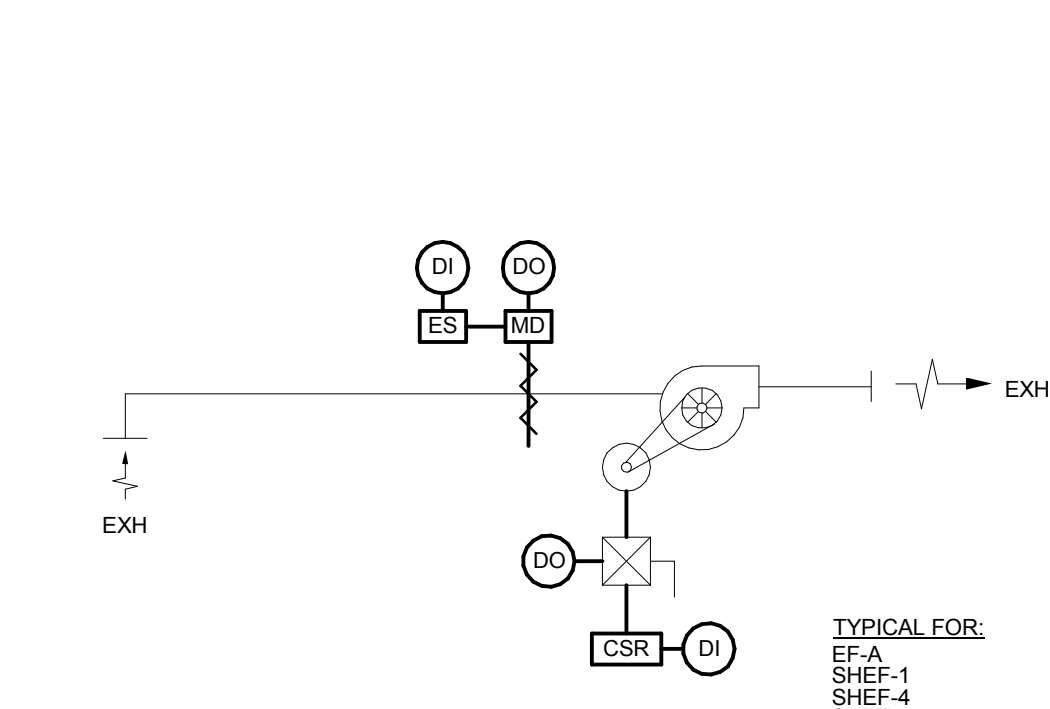 DI DO
ES MD
EXH
EXH
DO
CSR DI
TYPICAL FOR:
EF-A
SHEF-1
SHEF-4